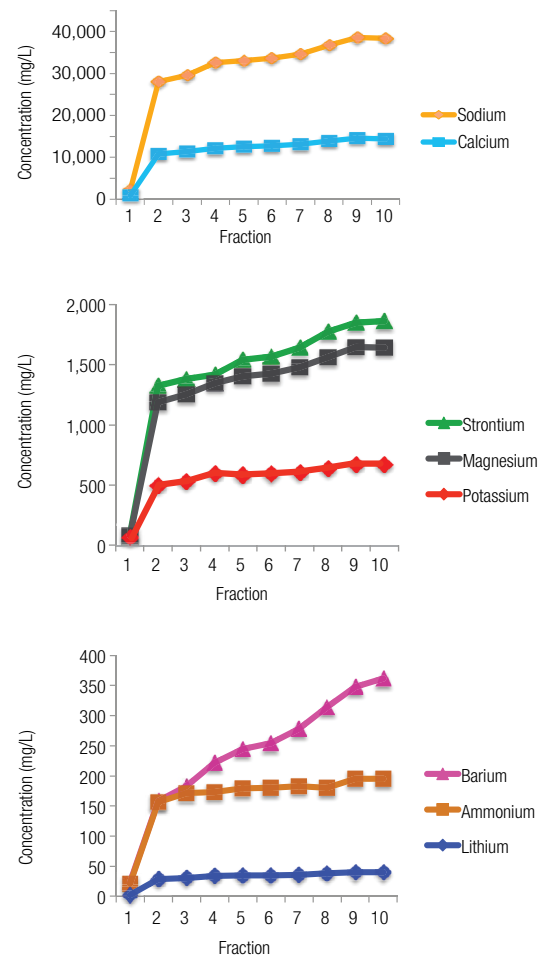 Concentration (mg/L)
40,000
30,000
20,000
10,000
0
1 2 3 4 5 6 7 8 9 10
Fraction
Sodium
Calcium
Concentration (mg/L)
2,000
1,500
1,000
500
0
1 2 3 4 5 6 7 8 9 10
Fraction
Strontium
Magnesium
Potassium
Concentration (mg/L)
400
350
300
250
200
150
100
50
0
1 2 3 4 5 6 7 8 9 10
Fraction
Barium
Ammonium
Lithium